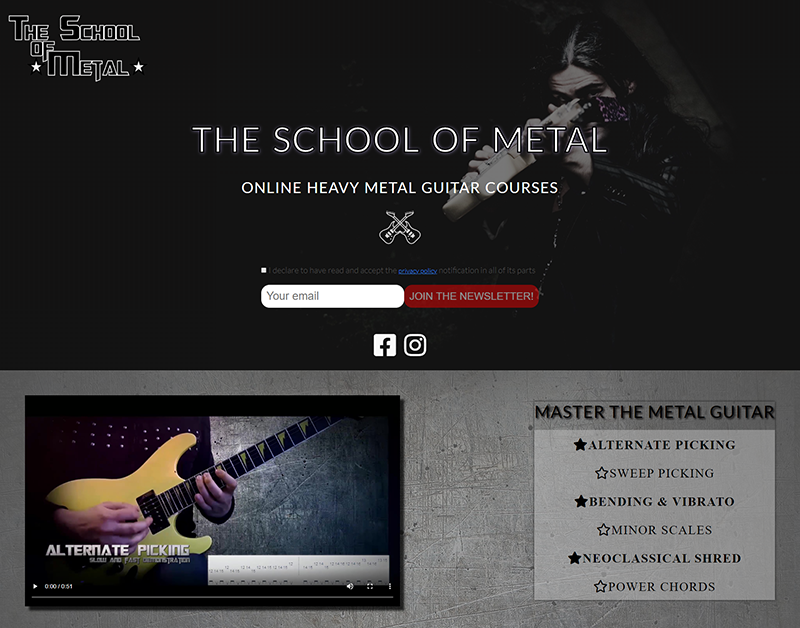 The School
of
Metal
THE SCHOOL OF METAL
ONLINE HEAVY METAL GUITAR COURSES
I declare to have read and accept the privacy policy notification in all of its parts
Your email
JOIN THE NEWSLETTER!
ALTERNATE PICKING
SLOW AND FAST DEMONSTRATION
0:00 / 0:51
MASTER THE METAL GUITAR
ALTERNATE PICKING
SWEEP PICKING
BENDING & VIBRATO
MINOR SCALES
NEOCLASSICAL SHRED
POWER CHORDS